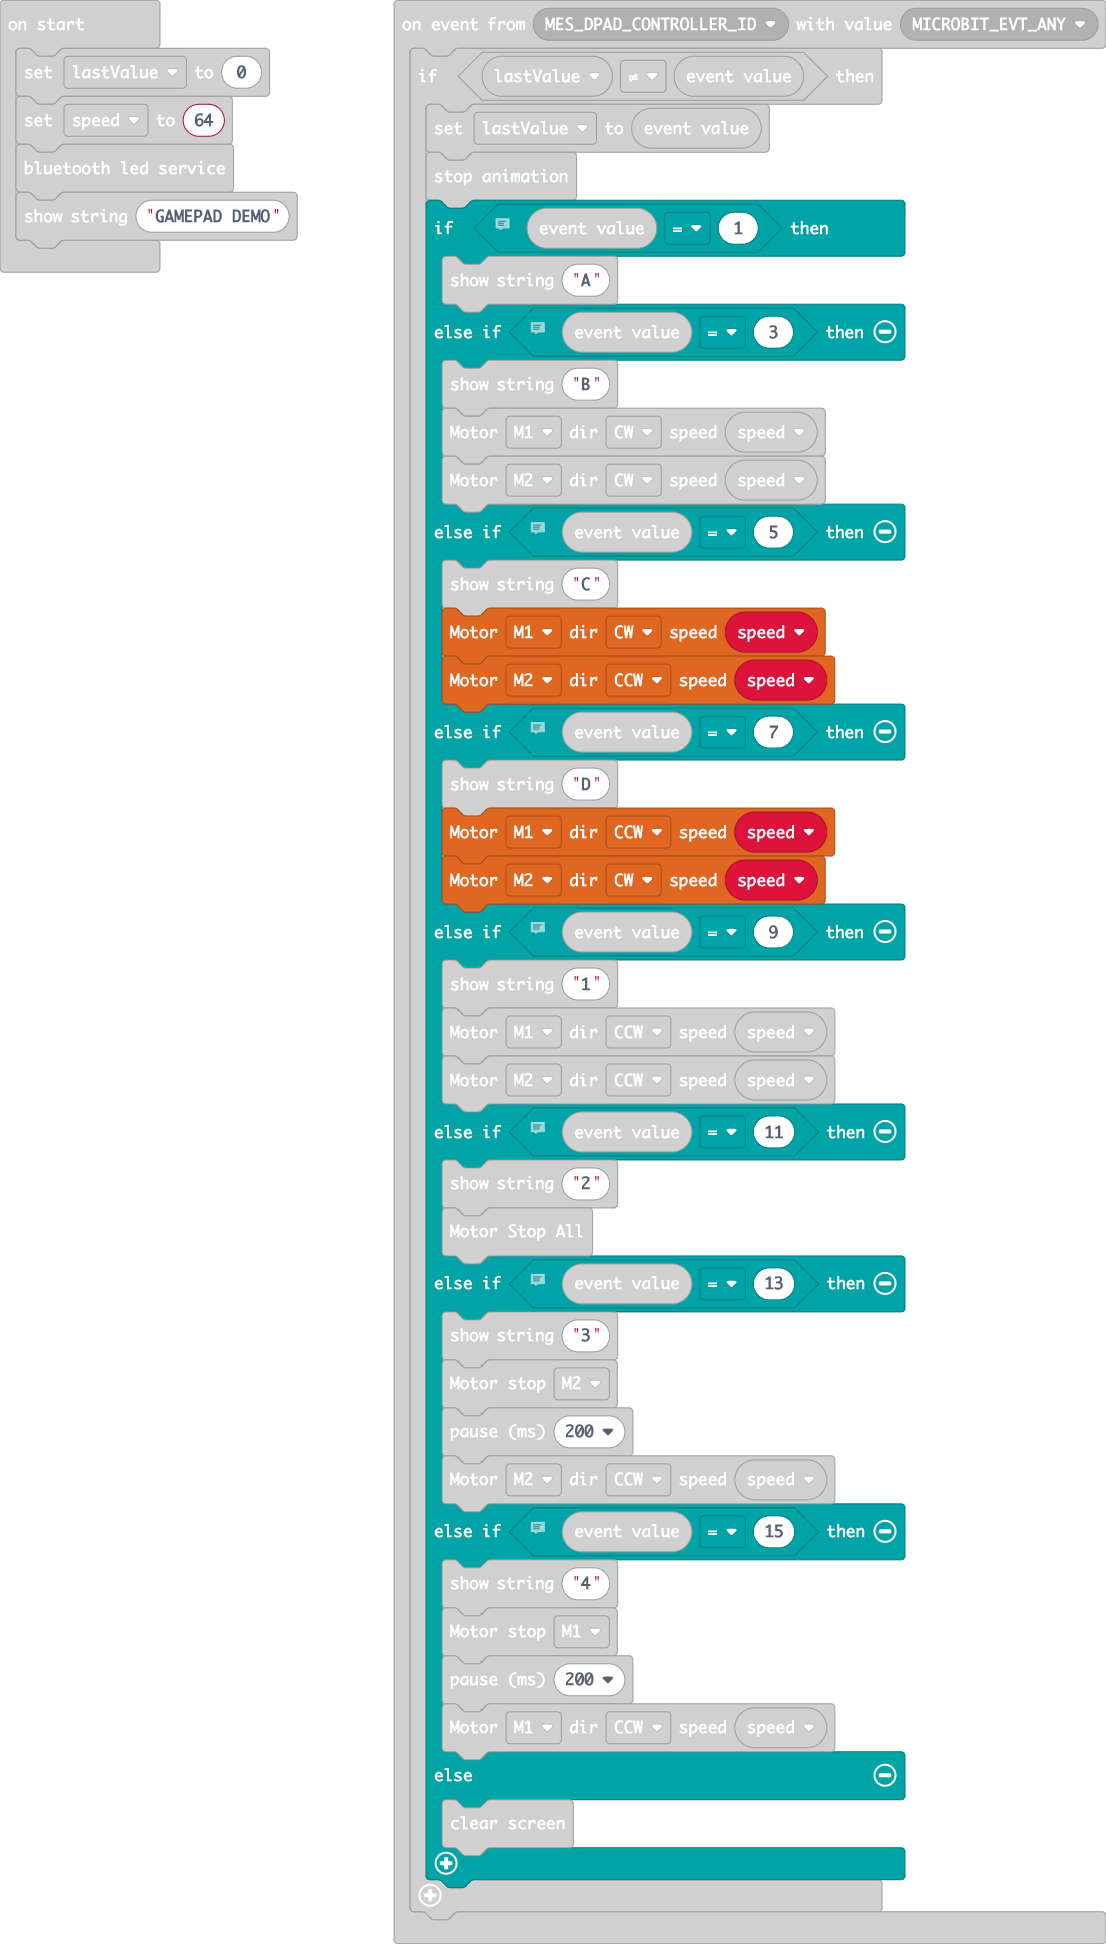 on start
set lastValue to 0
set speed to 64
bluetooth led service
show string "GAMEPAD DEMO"
on event from MES_DPAD_CONTROLLER_ID with value MICROBIT_EVT_ANY
if lastValue ≠ event value then
set lastValue to event value
stop animation
if event value = 1 then
show string "A"
else if event value = 3 then
show string "B"
Motor M1 dir CW speed speed
Motor M2 dir CW speed speed
else if event value = 5 then
show string "C"
Motor M1 dir CW speed speed
Motor M2 dir CCW speed speed
else if event value = 7 then
show string "D"
Motor M1 dir CCW speed speed
Motor M2 dir CW speed speed
else if event value = 9 then
show string "1"
Motor M1 dir CCW speed speed
Motor M2 dir CCW speed speed
else if event value = 11 then
show string "2"
Motor Stop All
else if event value = 13 then
show string "3"
Motor stop M2
pause (ms) 200
Motor M2 dir CCW speed speed
else if event value = 15 then
show string "4"
Motor stop M1
pause (ms) 200
Motor M1 dir CCW speed speed
else
clear screen